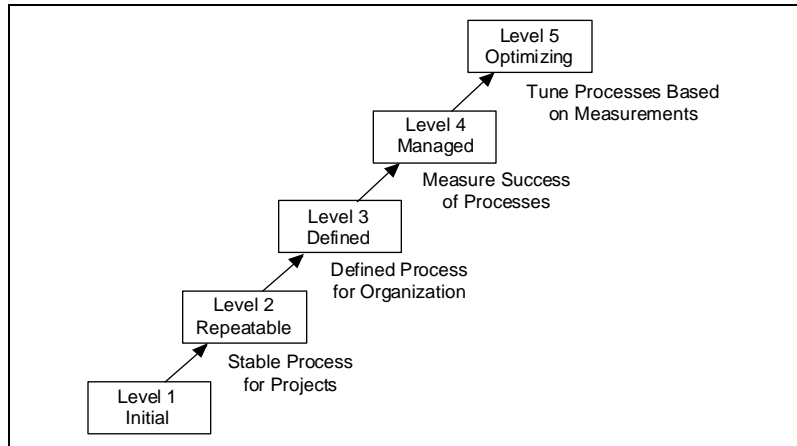 Level 5
Optimizing
Tune Processes Based
on Measurements
Level 4
Managed
Measure Success
of Processes
Level 3
Defined
Defined Process
for Organization
Level 2
Repeatable
Stable Process
for Projects
Level 1
Initial